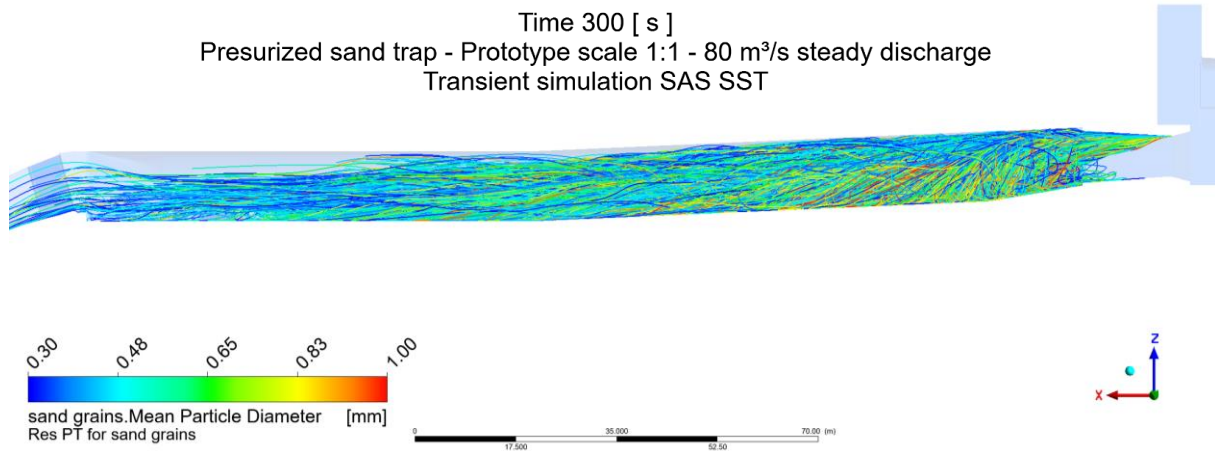 Time 300 [ s ]
Presurized sand trap - Prototype scale 1:1 - 80 m³/s steady discharge
Transient simulation SAS SST
0.30 0.48 0.65 0.83 1.00
sand grains.Mean Particle Diameter [mm]
Res PT for sand grains
0 35.000 70.00 (m)
17.500 52.50
Z
X